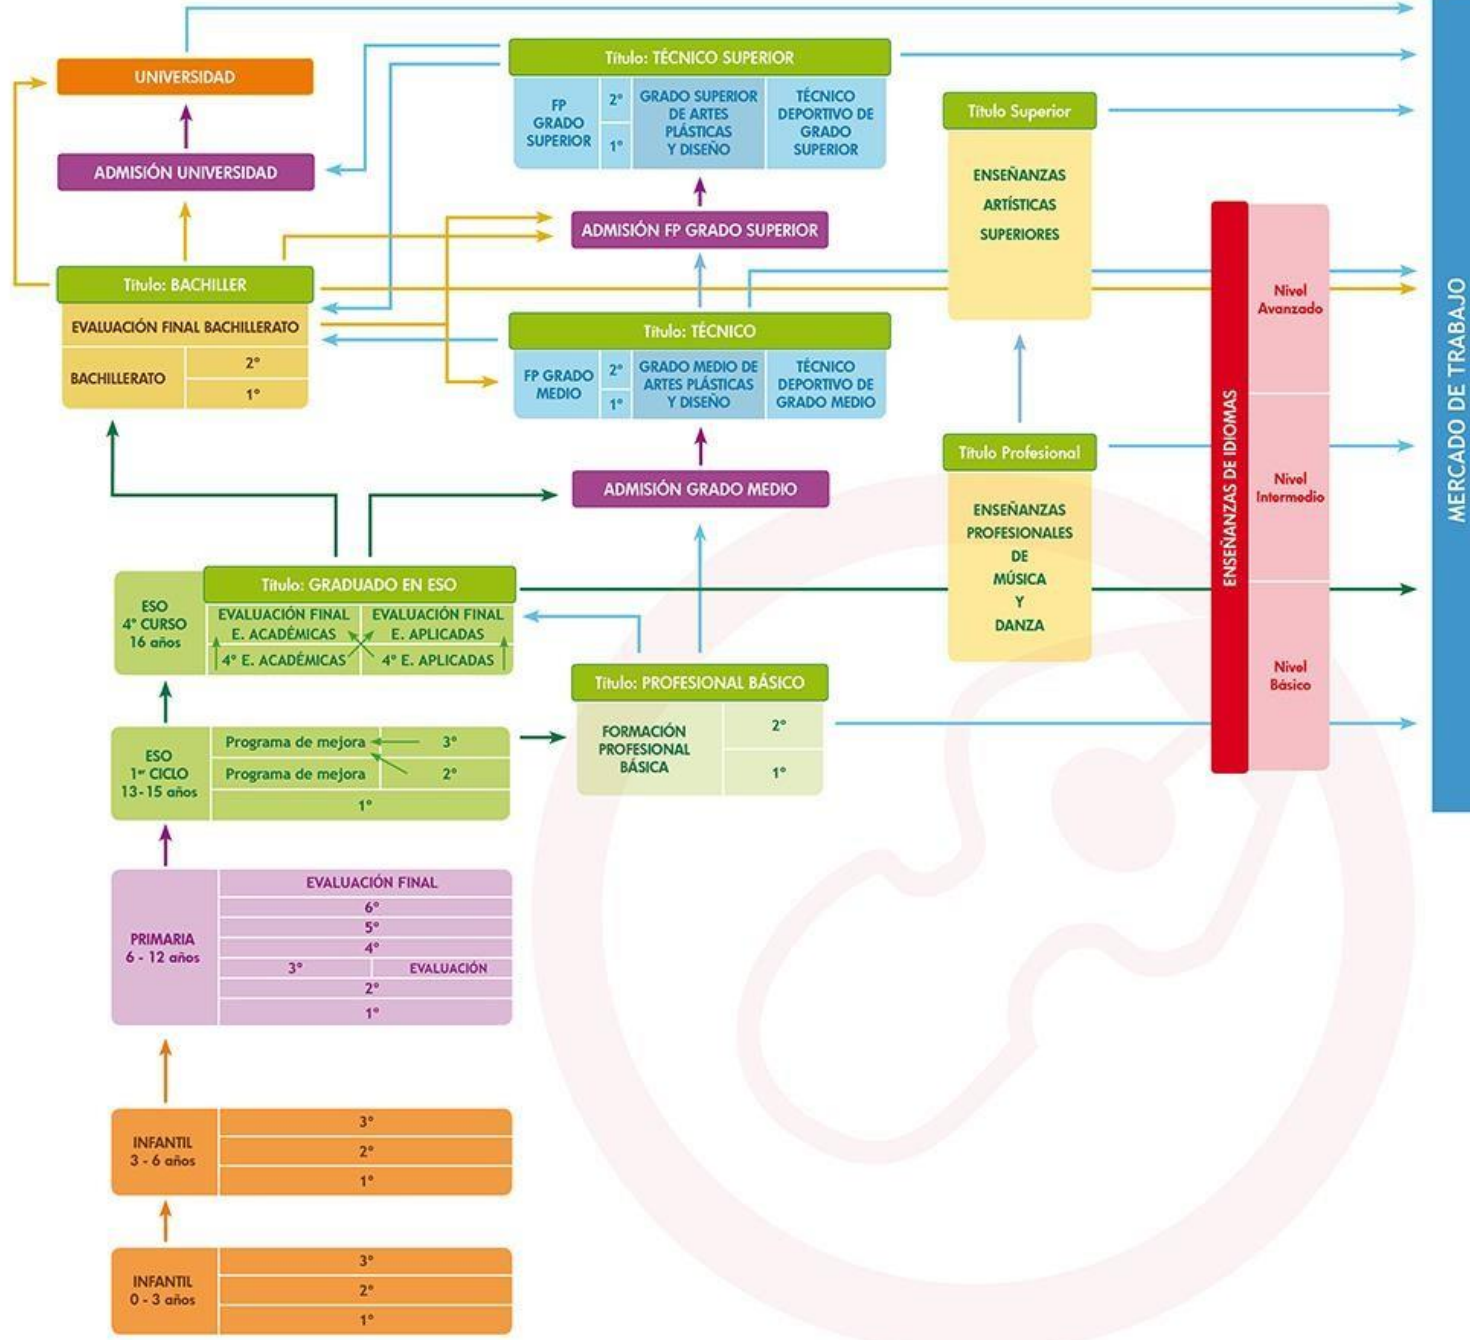 UNIVERSIDAD
ADMISIÓN UNIVERSIDAD
Título: BACHILLER
EVALUACIÓN FINAL BACHILLERATO
BACHILLERATO
2º
1º
Título: TÉCNICO SUPERIOR
FP
GRADO
SUPERIOR
2º
1º
GRADO SUPERIOR
DE ARTES
PLÁSTICAS
Y DISEÑO
TÉCNICO
DEPORTIVO DE
GRADO
SUPERIOR
ADMISIÓN FP GRADO SUPERIOR
Título: TÉCNICO
FP GRADO
MEDIO
2º
1º
GRADO MEDIO DE
ARTES PLÁSTICAS
Y DISEÑO
TÉCNICO
DEPORTIVO DE
GRADO MEDIO
ADMISIÓN GRADO MEDIO
Título Superior
ENSEÑANZAS
ARTÍSTICAS
SUPERIORES
Título Profesional
ENSEÑANZAS
PROFESIONALES
DE
MÚSICA
Y
DANZA
ENSEÑANZAS DE IDIOMAS
Nivel
Avanzado
Nivel
Intermedio
Nivel
Básico
MERCADO DE TRABAJO
ESO
4º CURSO
16 años
Título: GRADUADO EN ESO
EVALUACIÓN FINAL
E. ACADÉMICAS
EVALUACIÓN FINAL
E. APLICADAS
4º E. ACADÉMICAS
4º E. APLICADAS
Título: PROFESIONAL BÁSICO
FORMACIÓN
PROFESIONAL
BÁSICA
2º
1º
ESO
1er CICLO
13-15 años
Programa de mejora
3º
Programa de mejora
2º
1º
PRIMARIA
6 - 12 años
EVALUACIÓN FINAL
6º
5º
4º
3º
EVALUACIÓN
2º
1º
INFANTIL
3 - 6 años
3º
2º
1º
INFANTIL
0 - 3 años
3º
2º
1º